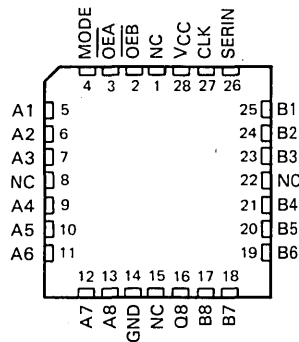 MODE OEA OEB NC VCC CLK SERIN
4 3 2 1 28 27 26
A1 5 25 B1
A2 6 24 B2
A3 7 23 B3
NC 8 22 NC
A4 9 21 B4
A5 10 20 B5
A6 11 19 B6
12 13 14 15 16 17 18
A7 A8 GND NC Q8 B8 B7